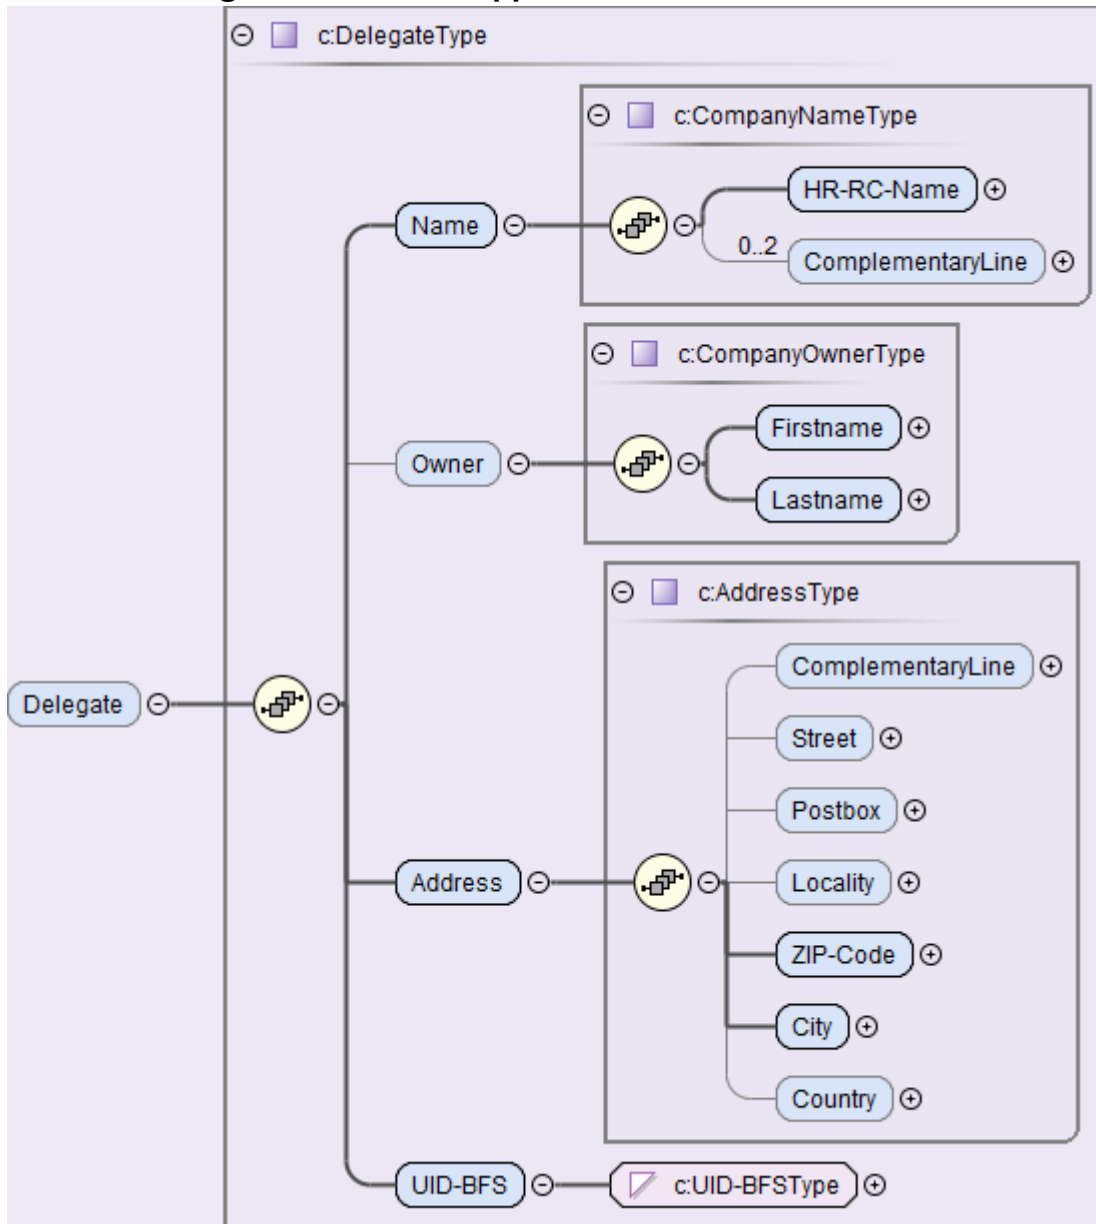 c:DelegateType
c:CompanyNameType
HR-RC-Name
Name
0..2
ComplementaryLine
c:CompanyOwnerType
Firstname
Owner
Lastname
c:AddressType
ComplementaryLine
Delegate
Street
Postbox
Address
Locality
ZIP-Code
City
Country
UID-BFS
c:UID-BFSType